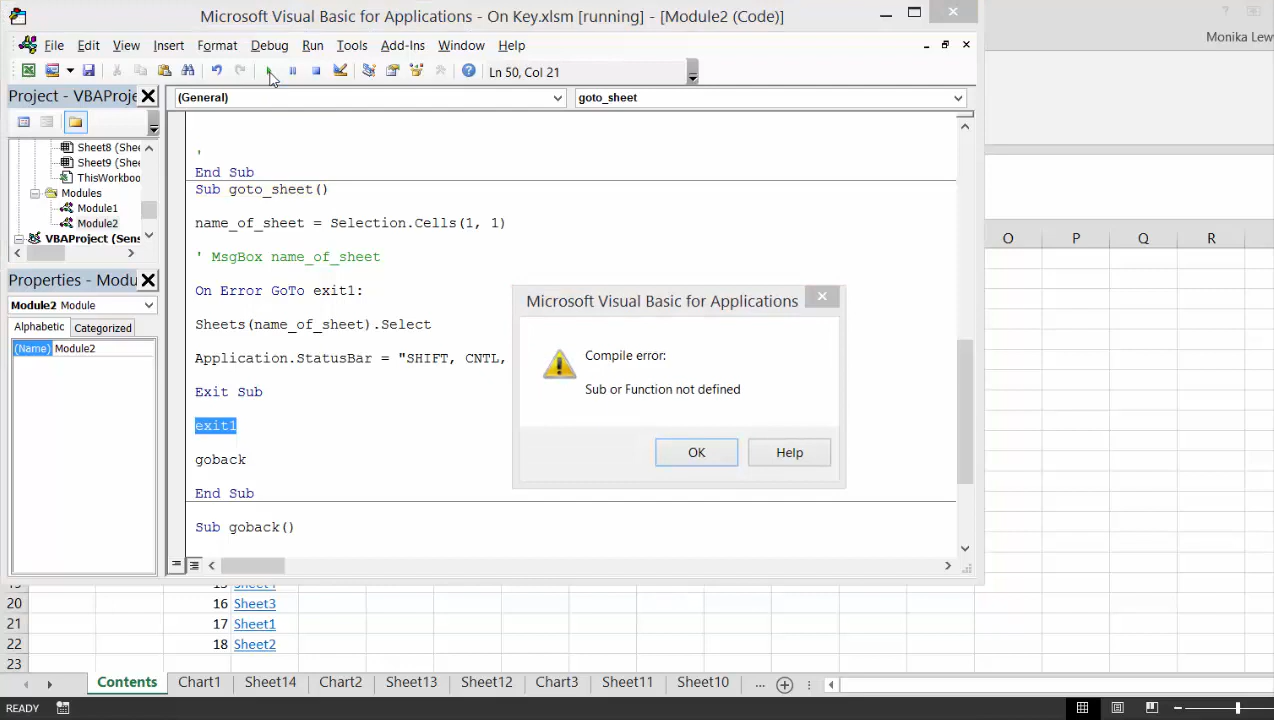 Microsoft Visual Basic for Applications - On Key.xlsm [running] - [Module2 (Code)]
Monika Lew
File Edit View Insert Format Debug Run Tools Add-Ins Window Help
Ln 50, Col 21
Project - VBAProje
(General)
goto_sheet
Sheet8 (Shee
Sheet9 (Shee
ThisWorkboo
Modules
Module1
Module2
VBAProject (Sens
Properties - Modu
Module2 Module
Alphabetic Categorized
(Name) Module2
'
End Sub
Sub goto_sheet()
name_of_sheet = Selection.Cells(1, 1)
' MsgBox name_of_sheet
On Error GoTo exit1:
Sheets(name_of_sheet).Select
Application.StatusBar = "SHIFT, CNTL,
Exit Sub
exit1
goback
End Sub
Sub goback()
Microsoft Visual Basic for Applications
Compile error:
Sub or Function not defined
OK Help
O P Q R
20 16 Sheet3
21 17 Sheet1
22 18 Sheet2
23
Contents Chart1 Sheet14 Chart2 Sheet13 Sheet12 Chart3 Sheet11 Sheet10 ...
READY